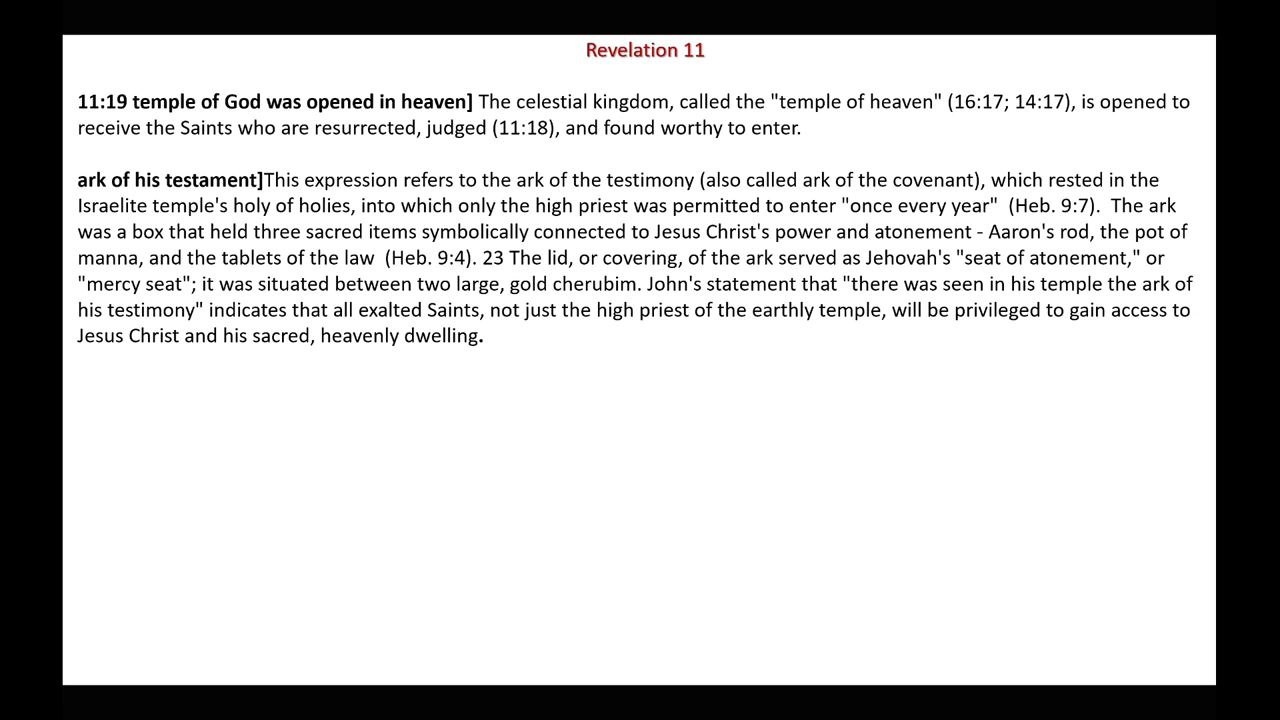 Revelation 11
11:19 temple of God was opened in heaven] The celestial kingdom, called the "temple of heaven" (16:17; 14:17), is opened to
receive the Saints who are resurrected, judged (11:18), and found worthy to enter.
ark of his testament]This expression refers to the ark of the testimony (also called ark of the covenant), which rested in the
Israelite temple's holy of holies, into which only the high priest was permitted to enter "once every year"  (Heb. 9:7).  The ark
was a box that held three sacred items symbolically connected to Jesus Christ's power and atonement - Aaron's rod, the pot of
manna, and the tablets of the law  (Heb. 9:4). 23 The lid, or covering, of the ark served as Jehovah's "seat of atonement," or
"mercy seat"; it was situated between two large, gold cherubim. John's statement that "there was seen in his temple the ark of
his testimony" indicates that all exalted Saints, not just the high priest of the earthly temple, will be privileged to gain access to
Jesus Christ and his sacred, heavenly dwelling.